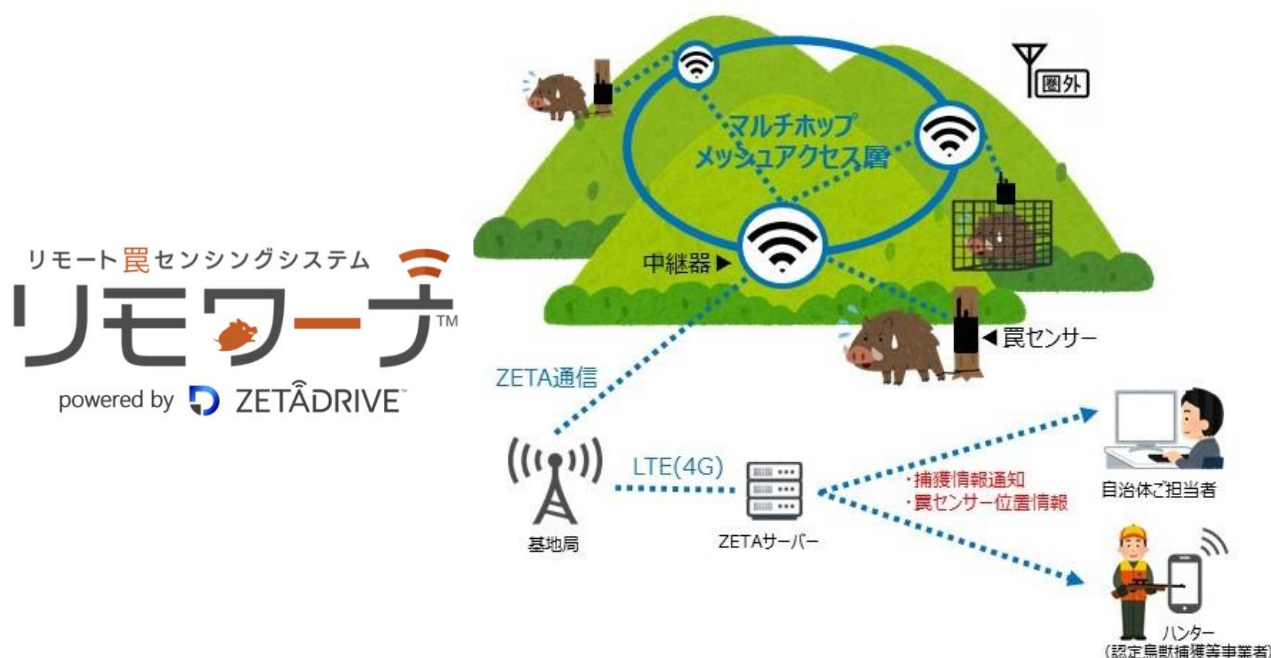 リモート罠センシングシステム
リモワーナ™
powered by ZETADRIVE™
圏外
マルチホップ
メッシュアクセス層
中継器▶
◀罠センサー
ZETA通信
LTE(4G)
基地局
ZETAサーバー
・捕獲情報通知
・罠センサー位置情報
自治体ご担当者
ハンター
(認定鳥獣捕獲等事業者)